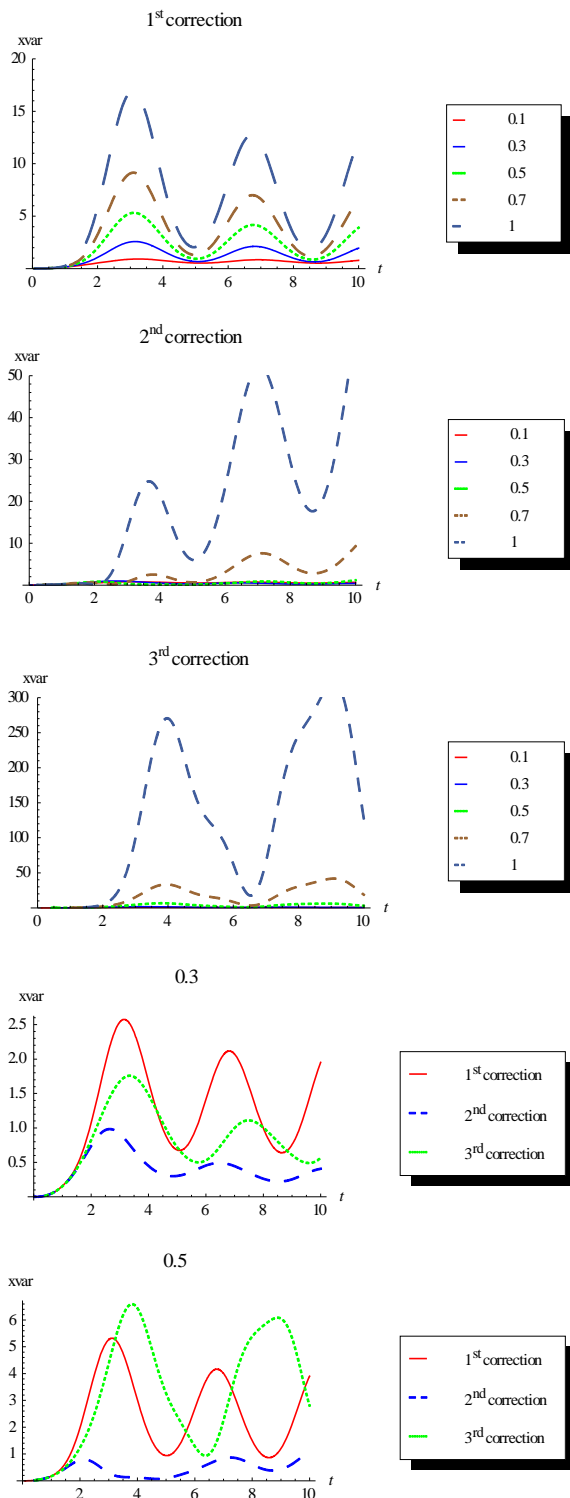 1st correction
xvar
20
15
10
5
0 2 4 6 8 10 t
0.1
0.3
0.5
0.7
1
2nd correction
xvar
50
40
30
20
10
0 2 4 6 8 10 t
0.1
0.3
0.5
0.7
1
3rd correction
xvar
300
250
200
150
100
50
0 2 4 6 8 10 t
0.1
0.3
0.5
0.7
1
0.3
xvar
2.5
2.0
1.5
1.0
0.5
2 4 6 8 10 t
1st correction
2nd correction
3rd correction
0.5
xvar
6
5
4
3
2
1
2 4 6 8 10 t
1st correction
2nd correction
3rd correction